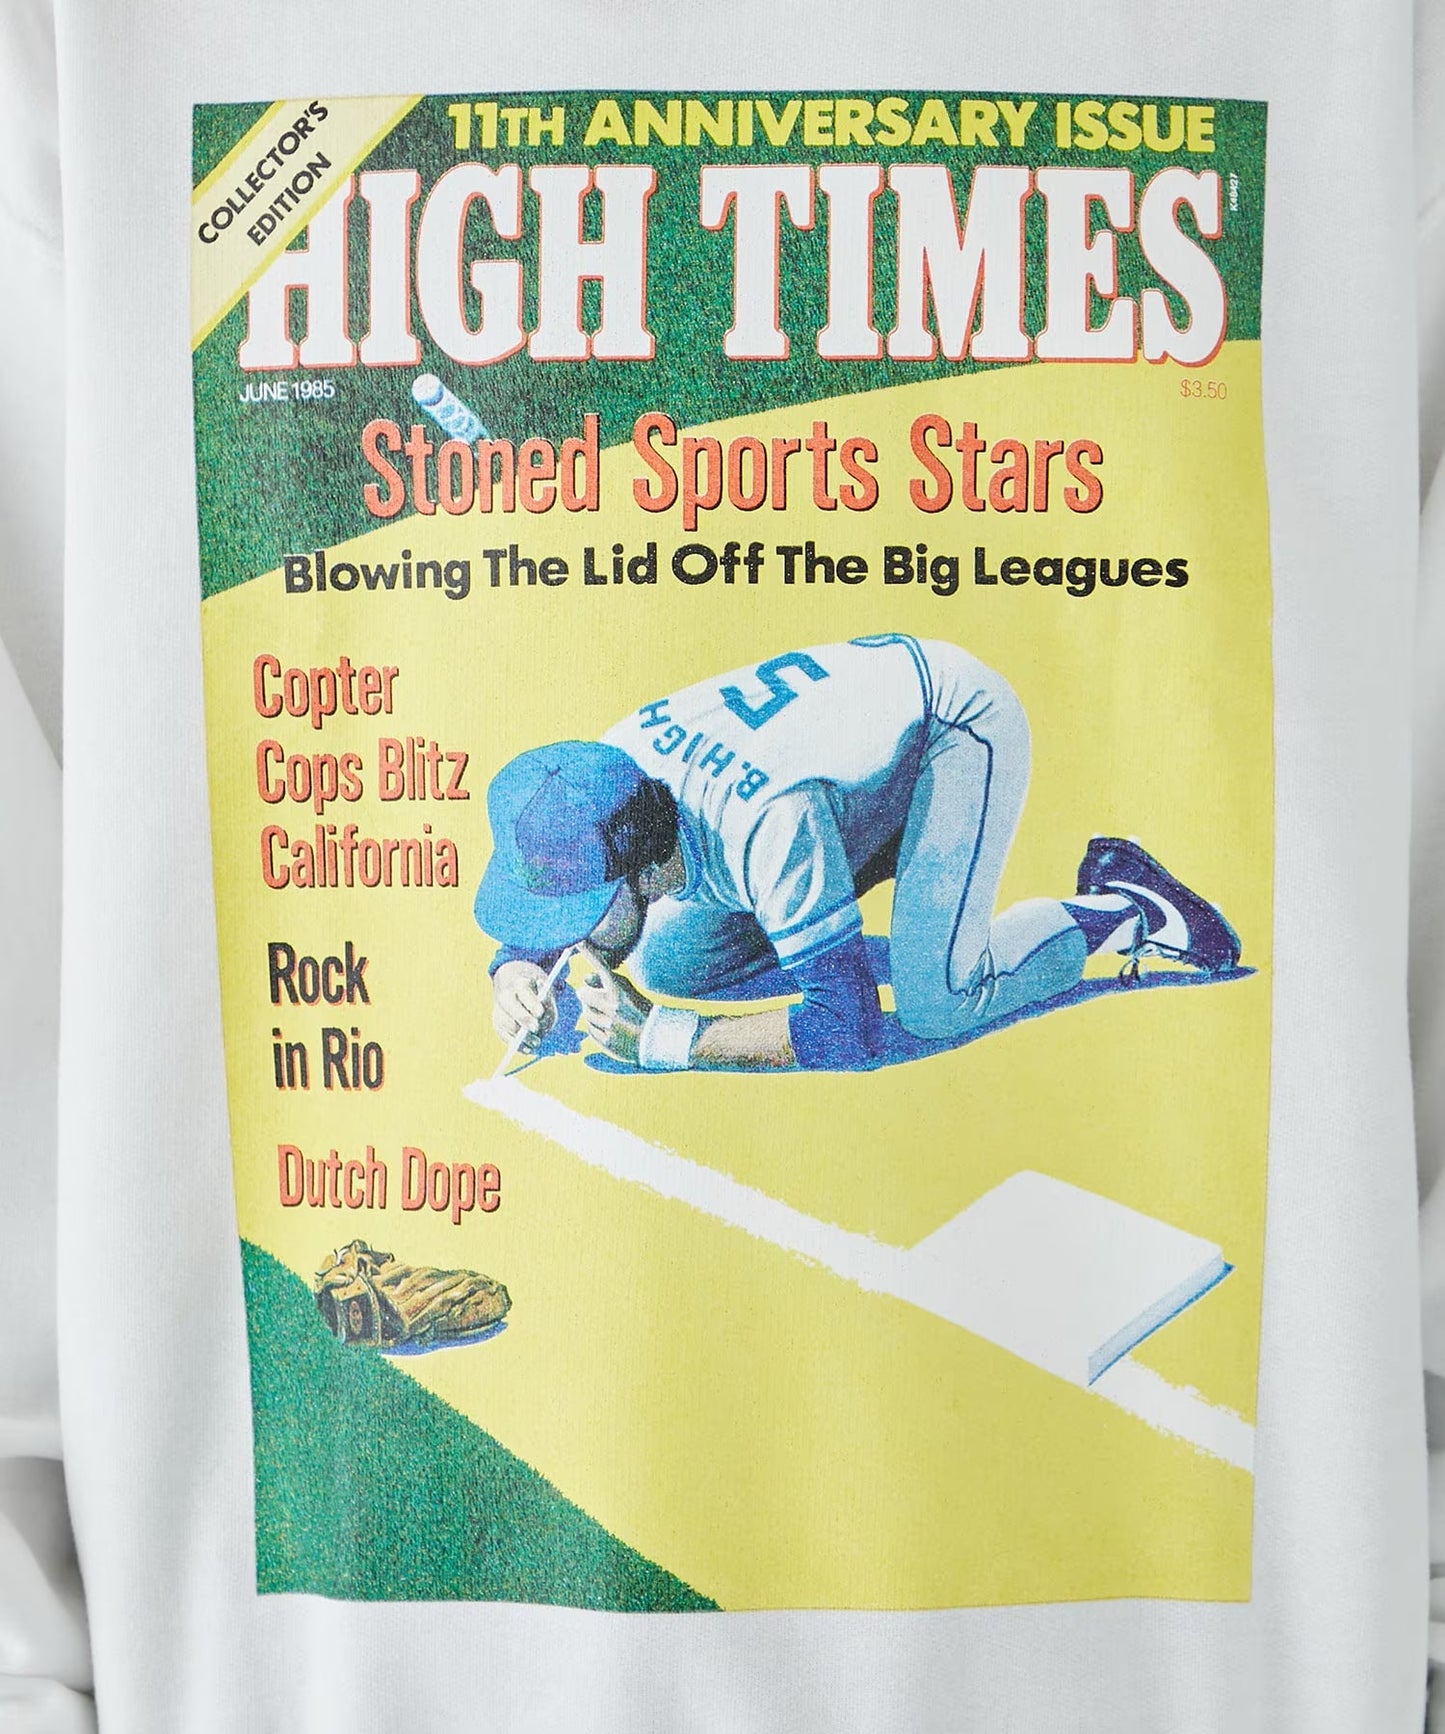 COLLECTOR'S
EDITION
11TH ANNIVERSARY ISSUE
HIGH TIMES
K48427
JUNE 1985
$3.50
Stoned Sports Stars
Blowing The Lid Off The Big Leagues
Copter
Cops Blitz
California
Rock
in Rio
Dutch Dope
B. HIGH
5